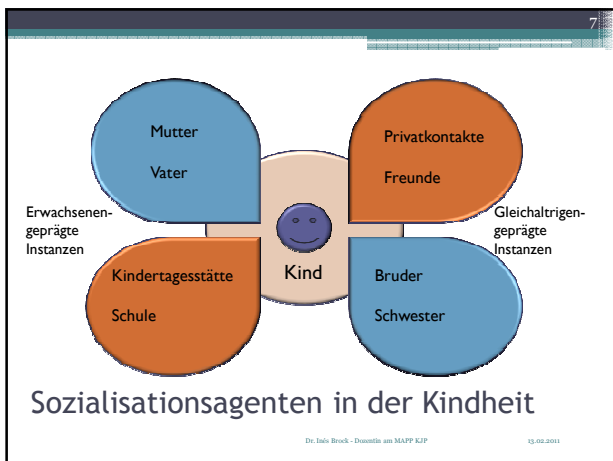 7
Mutter
Vater
Privatkontakte
Freunde
Erwachsenen-
geprägte
Instanzen
Gleichaltrigen-
geprägte
Instanzen
Kind
Kindertagesstätte
Schule
Bruder
Schwester
Sozialisationsagenten in der Kindheit
Dr. Inés Brock - Dozentin am MAPP KJP
13.02.2011